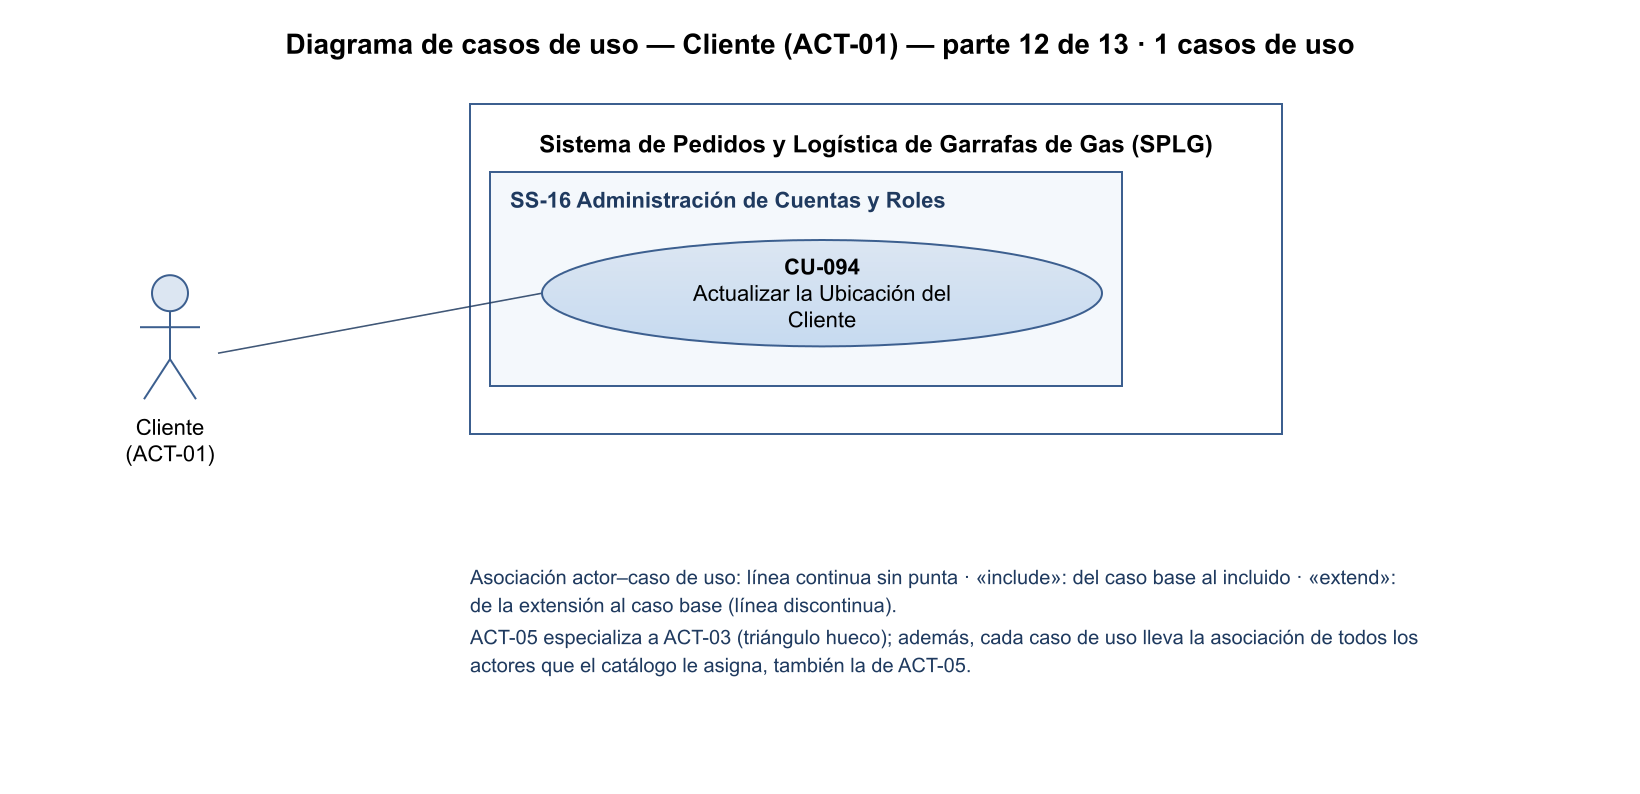 Diagrama de casos de uso — Cliente (ACT-01) — parte 12 de 13 · 1 casos de uso
Sistema de Pedidos y Logística de Garrafas de Gas (SPLG)
SS-16 Administración de Cuentas y Roles
CU-094
Actualizar la Ubicación del
Cliente
Cliente
(ACT-01)
Asociación actor–caso de uso: línea continua sin punta · «include»: del caso base al incluido · «extend»:
de la extensión al caso base (línea discontinua).
ACT-05 especializa a ACT-03 (triángulo hueco); además, cada caso de uso lleva la asociación de todos los
actores que el catálogo le asigna, también la de ACT-05.